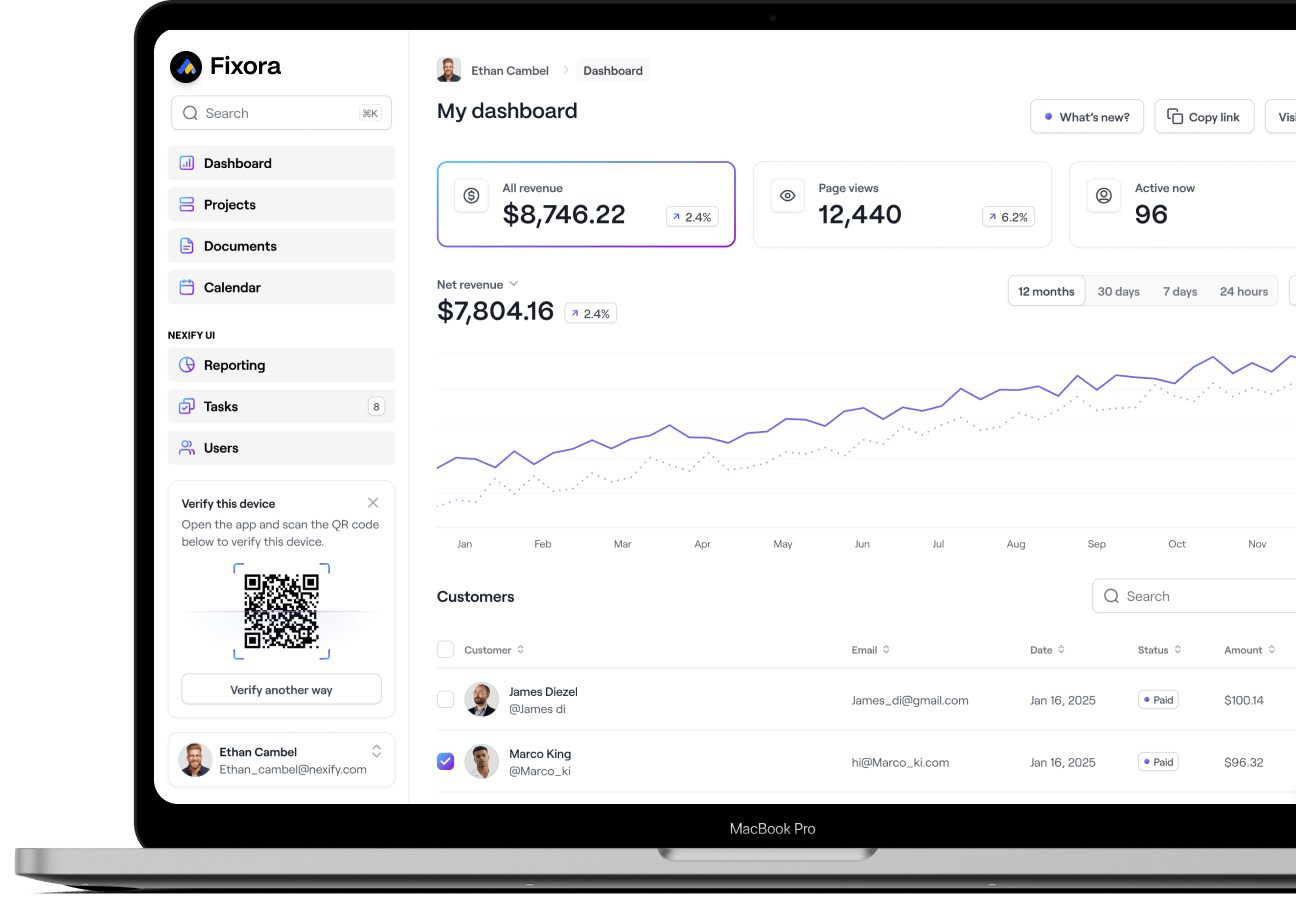 Fixora
Search
⌘K
Dashboard
Projects
Documents
Calendar
NEXIFY UI
Reporting
Tasks
8
Users
Verify this device
Open the app and scan the QR code
below to verify this device.
Verify another way
Ethan Cambel
Ethan_cambel@nexify.com
Ethan Cambel
Dashboard
My dashboard
What's new?
Copy link
All revenue
$8,746.22
2.4%
Page views
12,440
6.2%
Active now
96
Net revenue
$7,804.16
2.4%
12 months
30 days
7 days
24 hours
Jan Feb Mar Apr May Jun Jul Aug Sep Oct Nov
Customers
Search
Customer Email Date Status Amount
James Diezel
@James di
James_di@gmail.com
Jan 16, 2025
Paid
$100.14
Marco King
@Marco_ki
hi@Marco_ki.com
Jan 16, 2025
Paid
$96.32
MacBook Pro